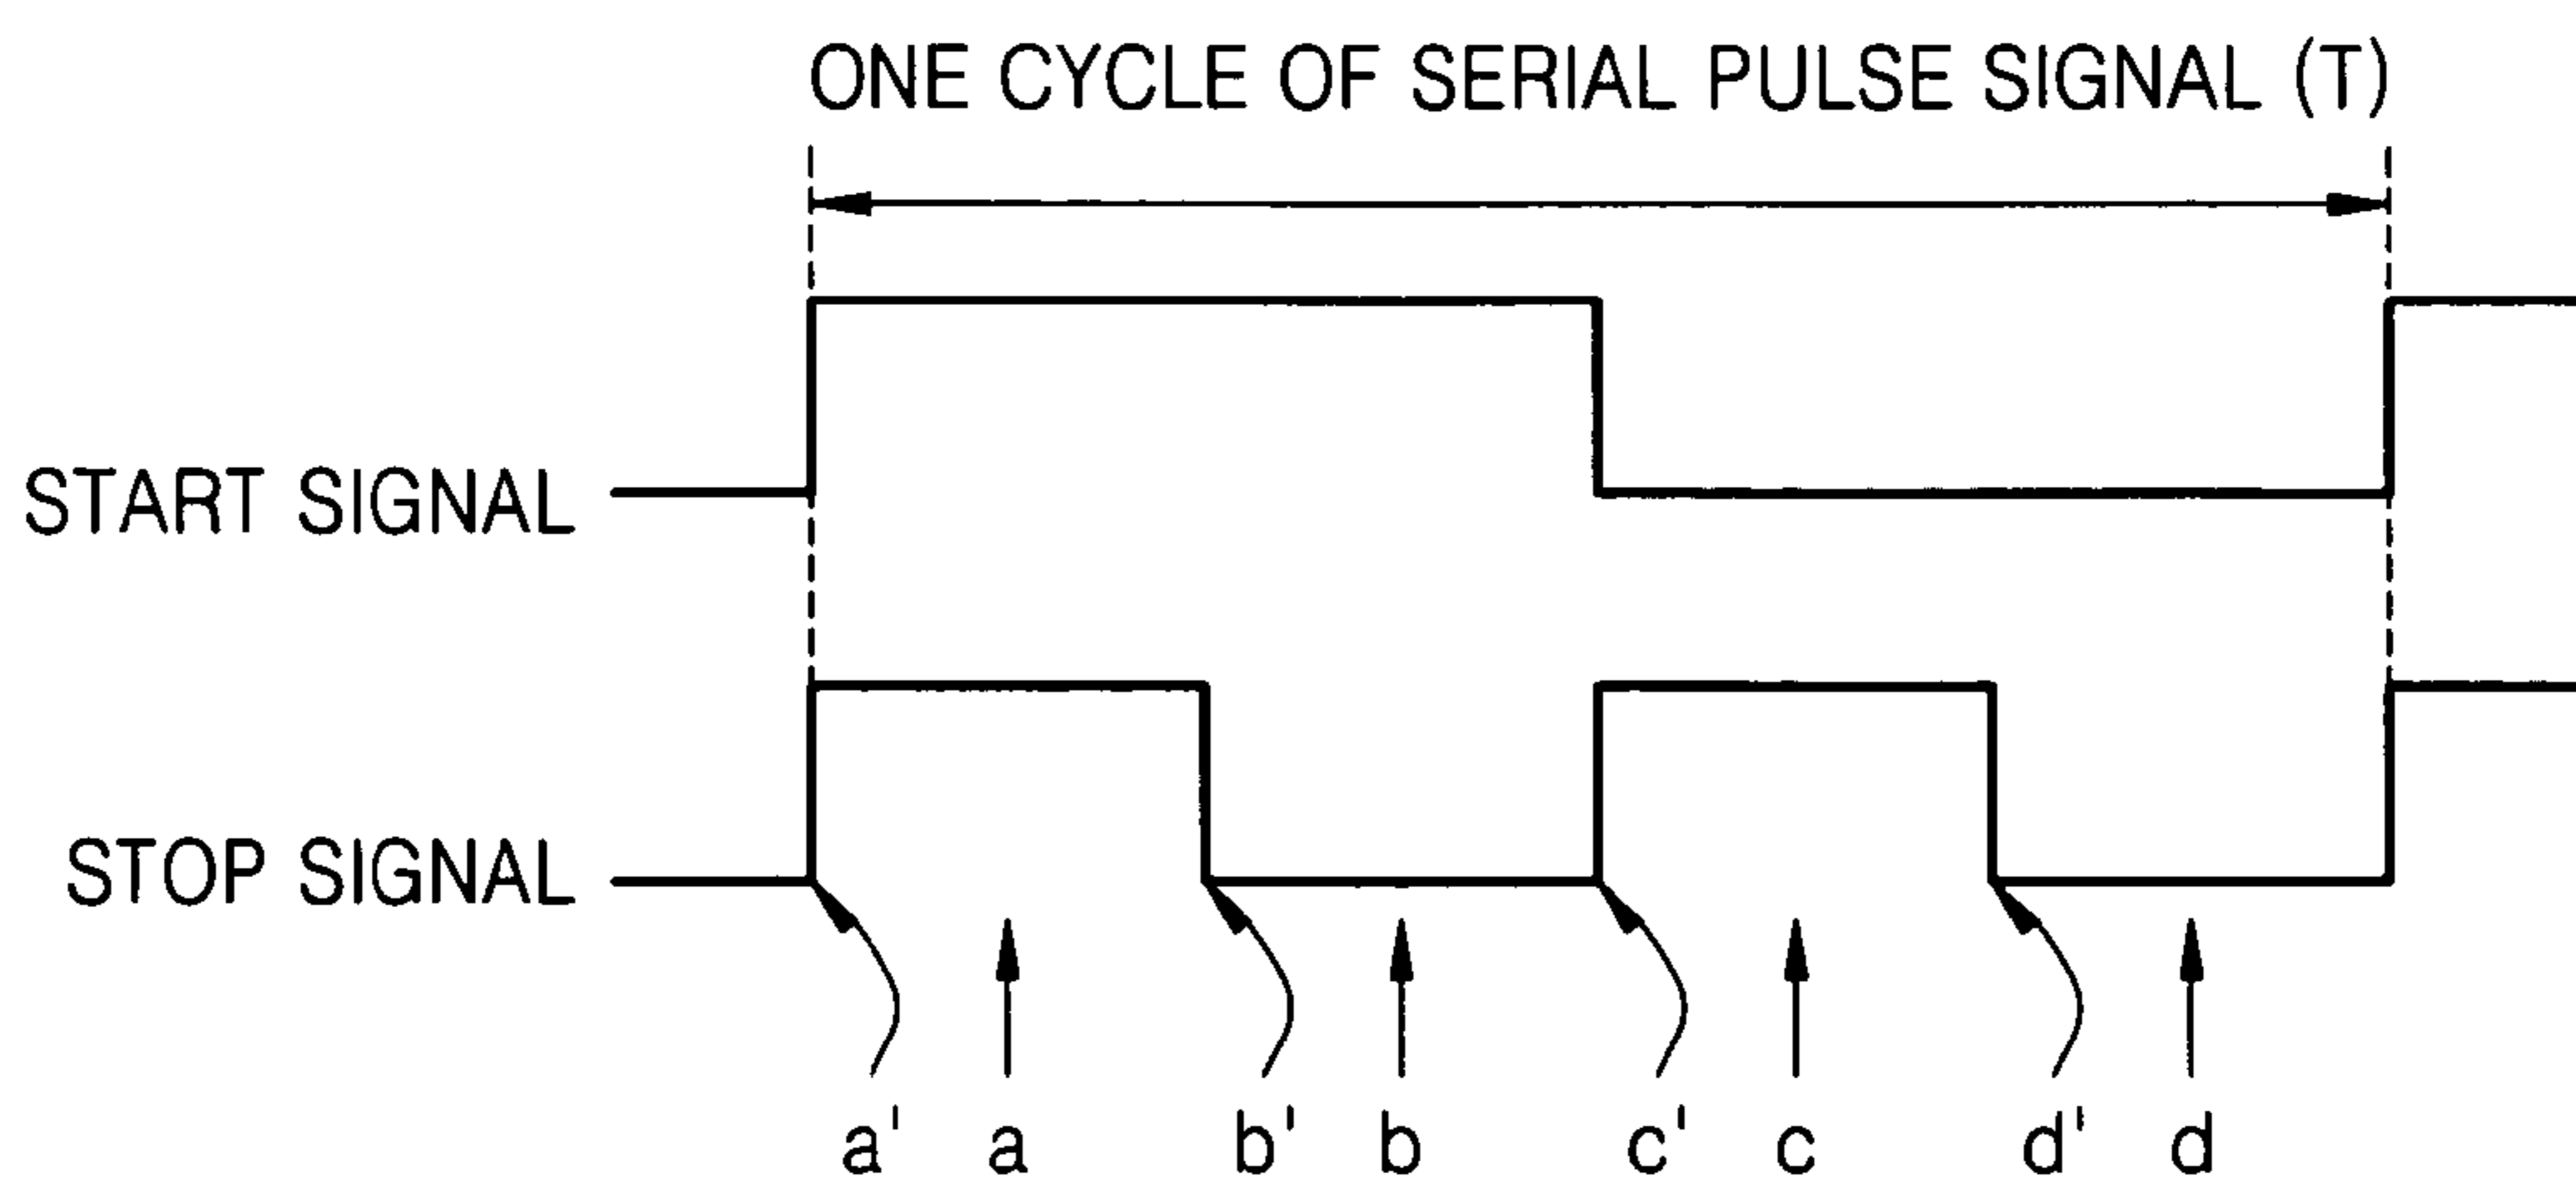 ONE CYCLE OF SERIAL PULSE SIGNAL (T)
START SIGNAL
STOP SIGNAL
a' a b' b c' c d' d